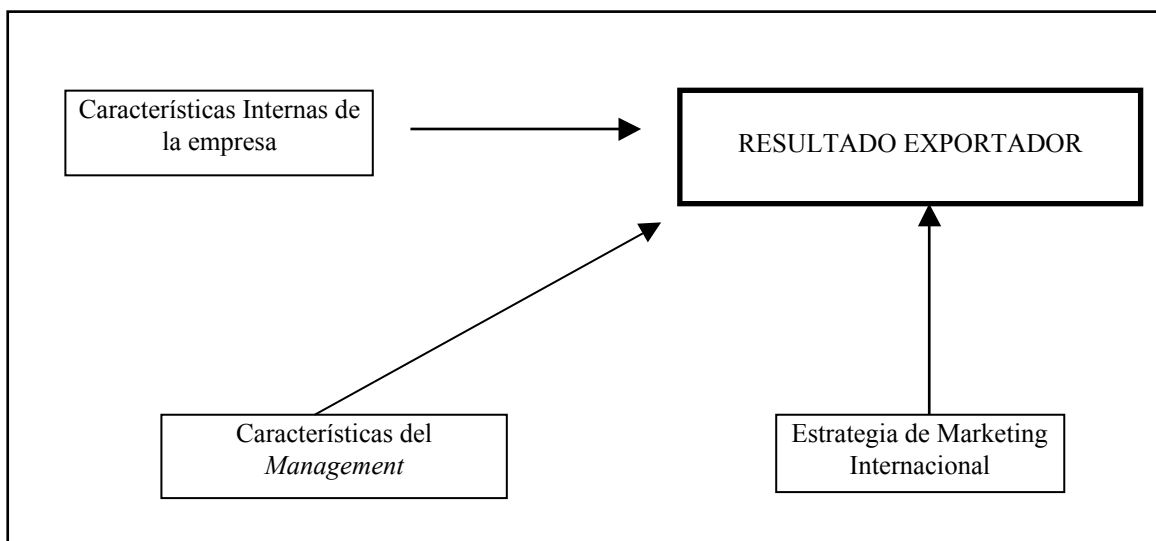 Características Internas de
la empresa
RESULTADO EXPORTADOR
Características del
Management
Estrategia de Marketing
Internacional